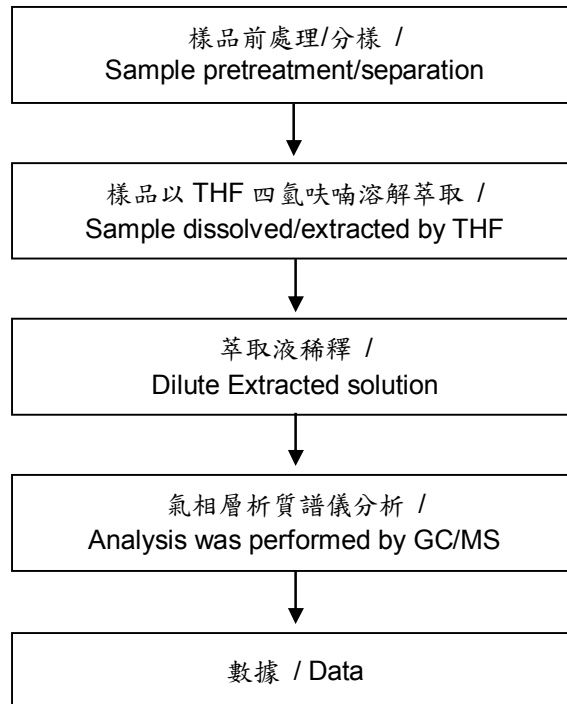 樣品前處理/分樣 /
Sample pretreatment/separation
樣品以 THF 四氫呋喃溶解萃取 /
Sample dissolved/extracted by THF
萃取液稀釋 /
Dilute Extracted solution
氣相層析質譜儀分析 /
Analysis was performed by GC/MS
數據 / Data